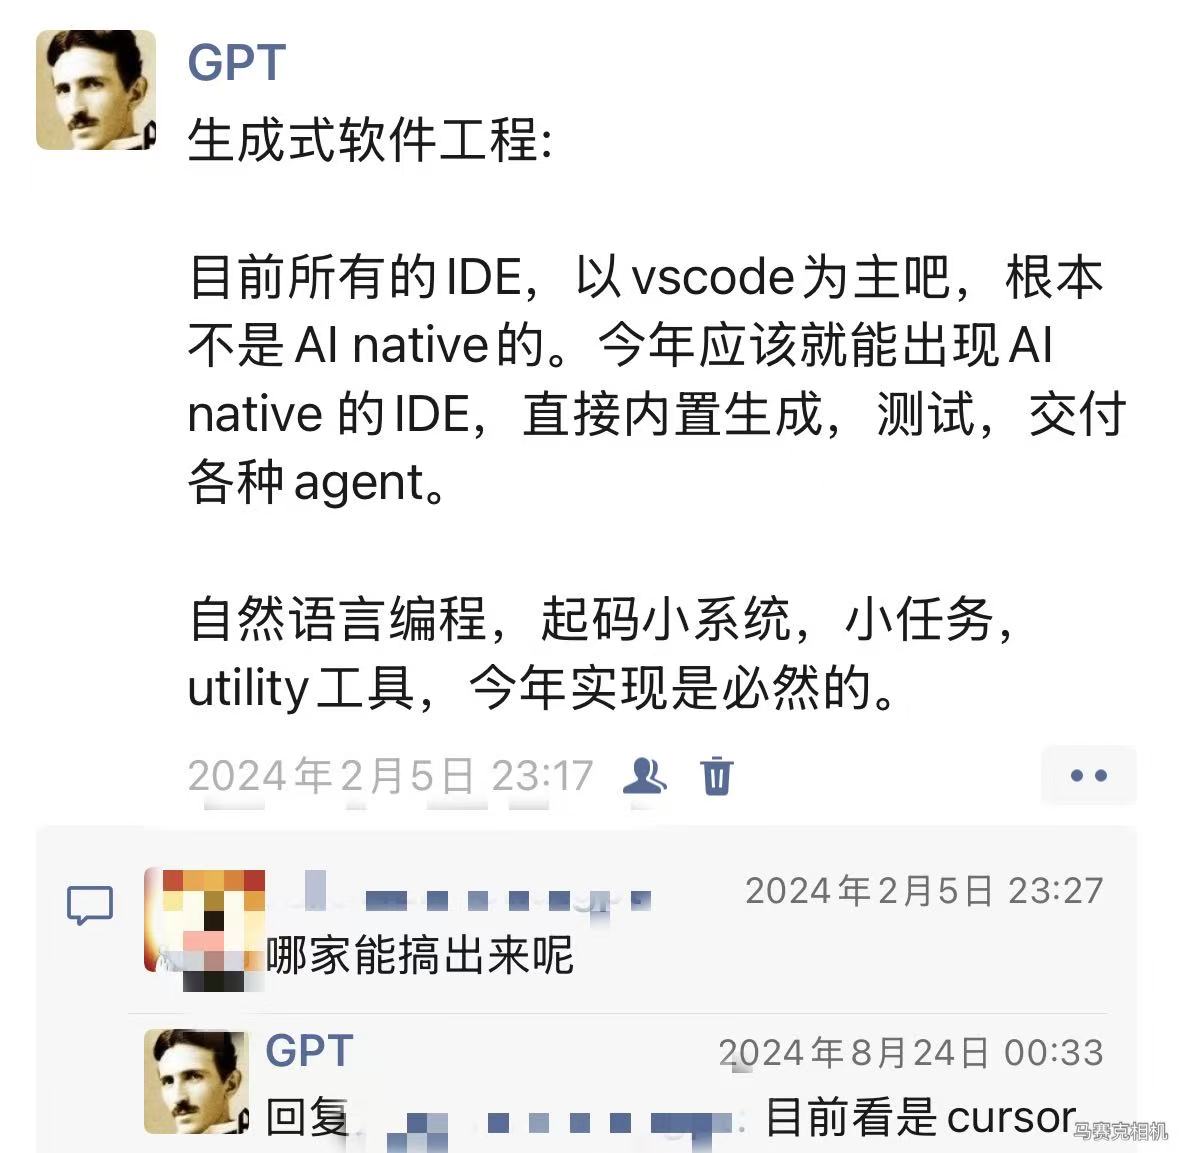 GPT
生成式软件工程:
目前所有的IDE，以vscode为主吧，根本
不是AI native的。今年应该就能出现AI
native 的IDE，直接内置生成，测试，交付
各种agent。
自然语言编程，起码小系统，小任务，
utility工具，今年实现是必然的。
2024年2月5日 23:17
2024年2月5日 23:27
哪家能搞出来呢
GPT
2024年8月24日 00:33
回复 : 目前看是cursor
马赛克相机